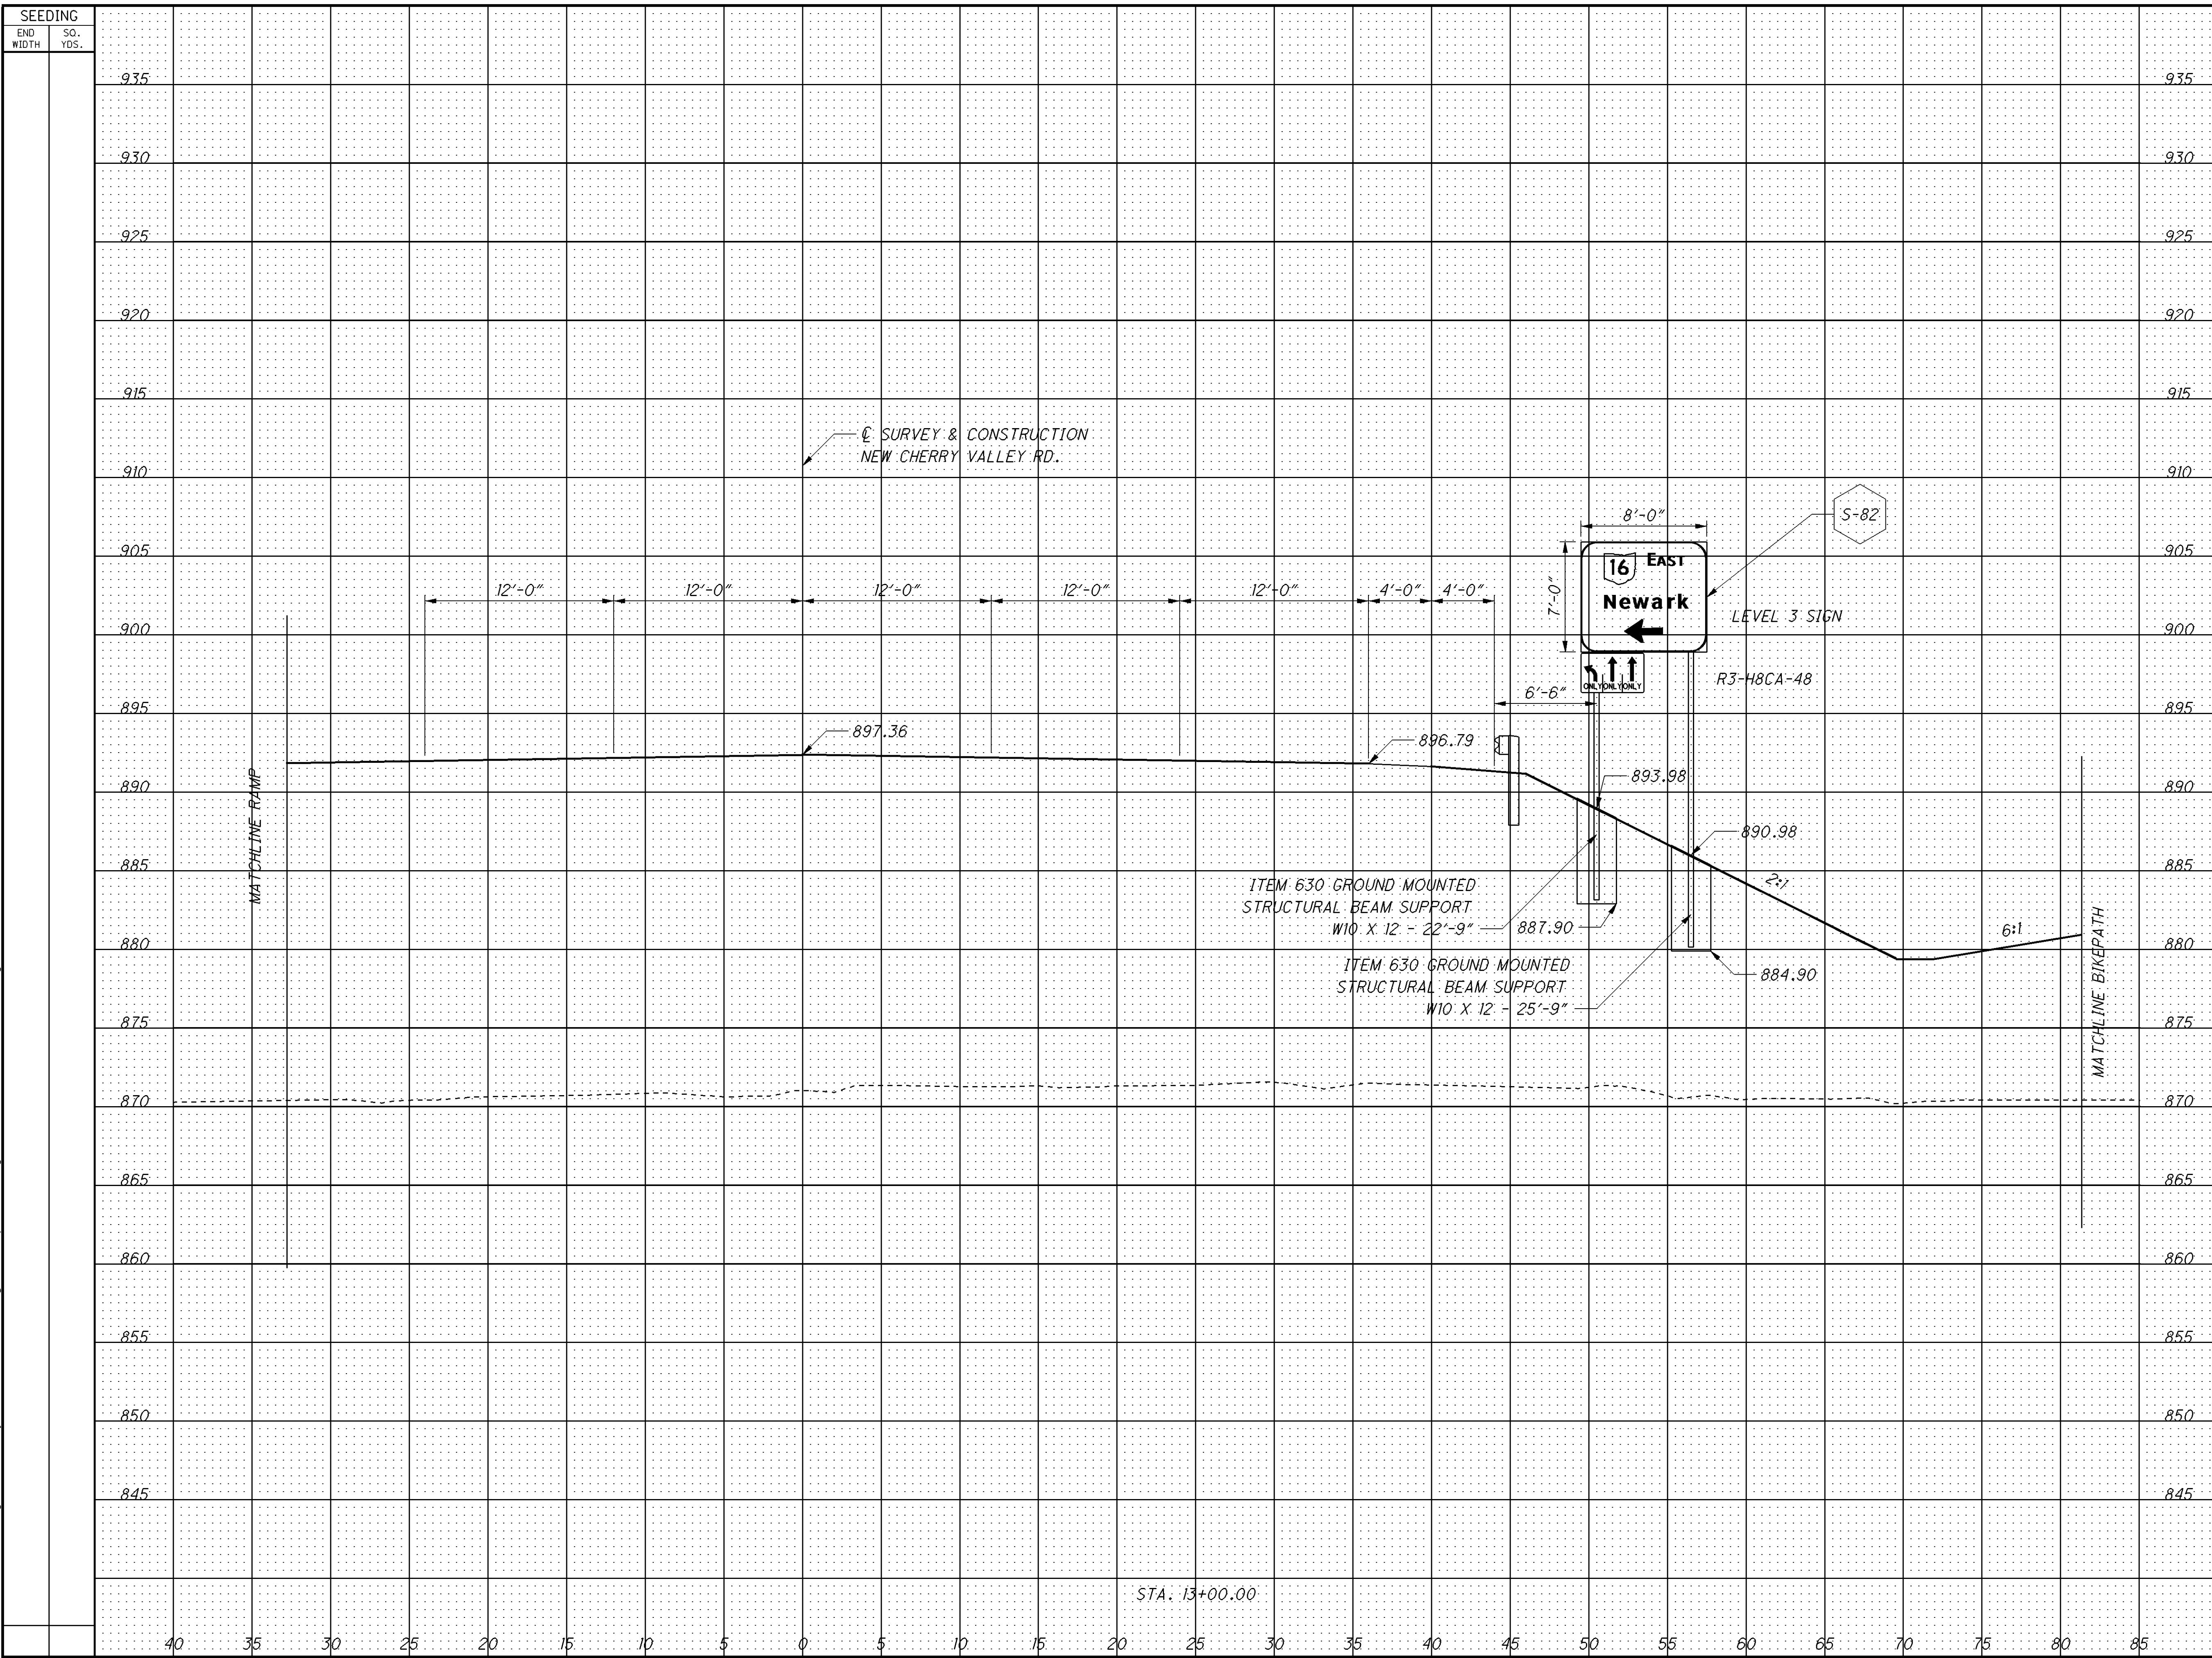 SEEDING
END WIDTH
SQ. YDS.
935 935
930 930
925 925
920 920
915 915
℄ SURVEY & CONSTRUCTION
NEW CHERRY VALLEY RD.
910 910
8'-0"
S-82
905 905
16 EAST
Newark
7'-0"
12'-0" 12'-0" 12'-0" 12'-0" 12'-0" 4'-0" 4'-0"
LEVEL 3 SIGN
900 900
ONLY ONLY ONLY
R3-H8CA-48
6'-6"
895 895
897.36
896.79
893.98
890 890
MATCHLINE RAMP
890.98
885 885
2:1
ITEM 630 GROUND MOUNTED
STRUCTURAL BEAM SUPPORT
W10 X 12 - 22'-9"
887.90
6:1
880 880
MATCHLINE BIKEPATH
ITEM 630 GROUND MOUNTED
STRUCTURAL BEAM SUPPORT
W10 X 12 - 25'-9"
884.90
875 875
870 870
865 865
860 860
855 855
850 850
845 845
STA. 13+00.00
40 35 30 25 20 15 10 5 0 5 10 15 20 25 30 35 40 45 50 55 60 65 70 75 80 85